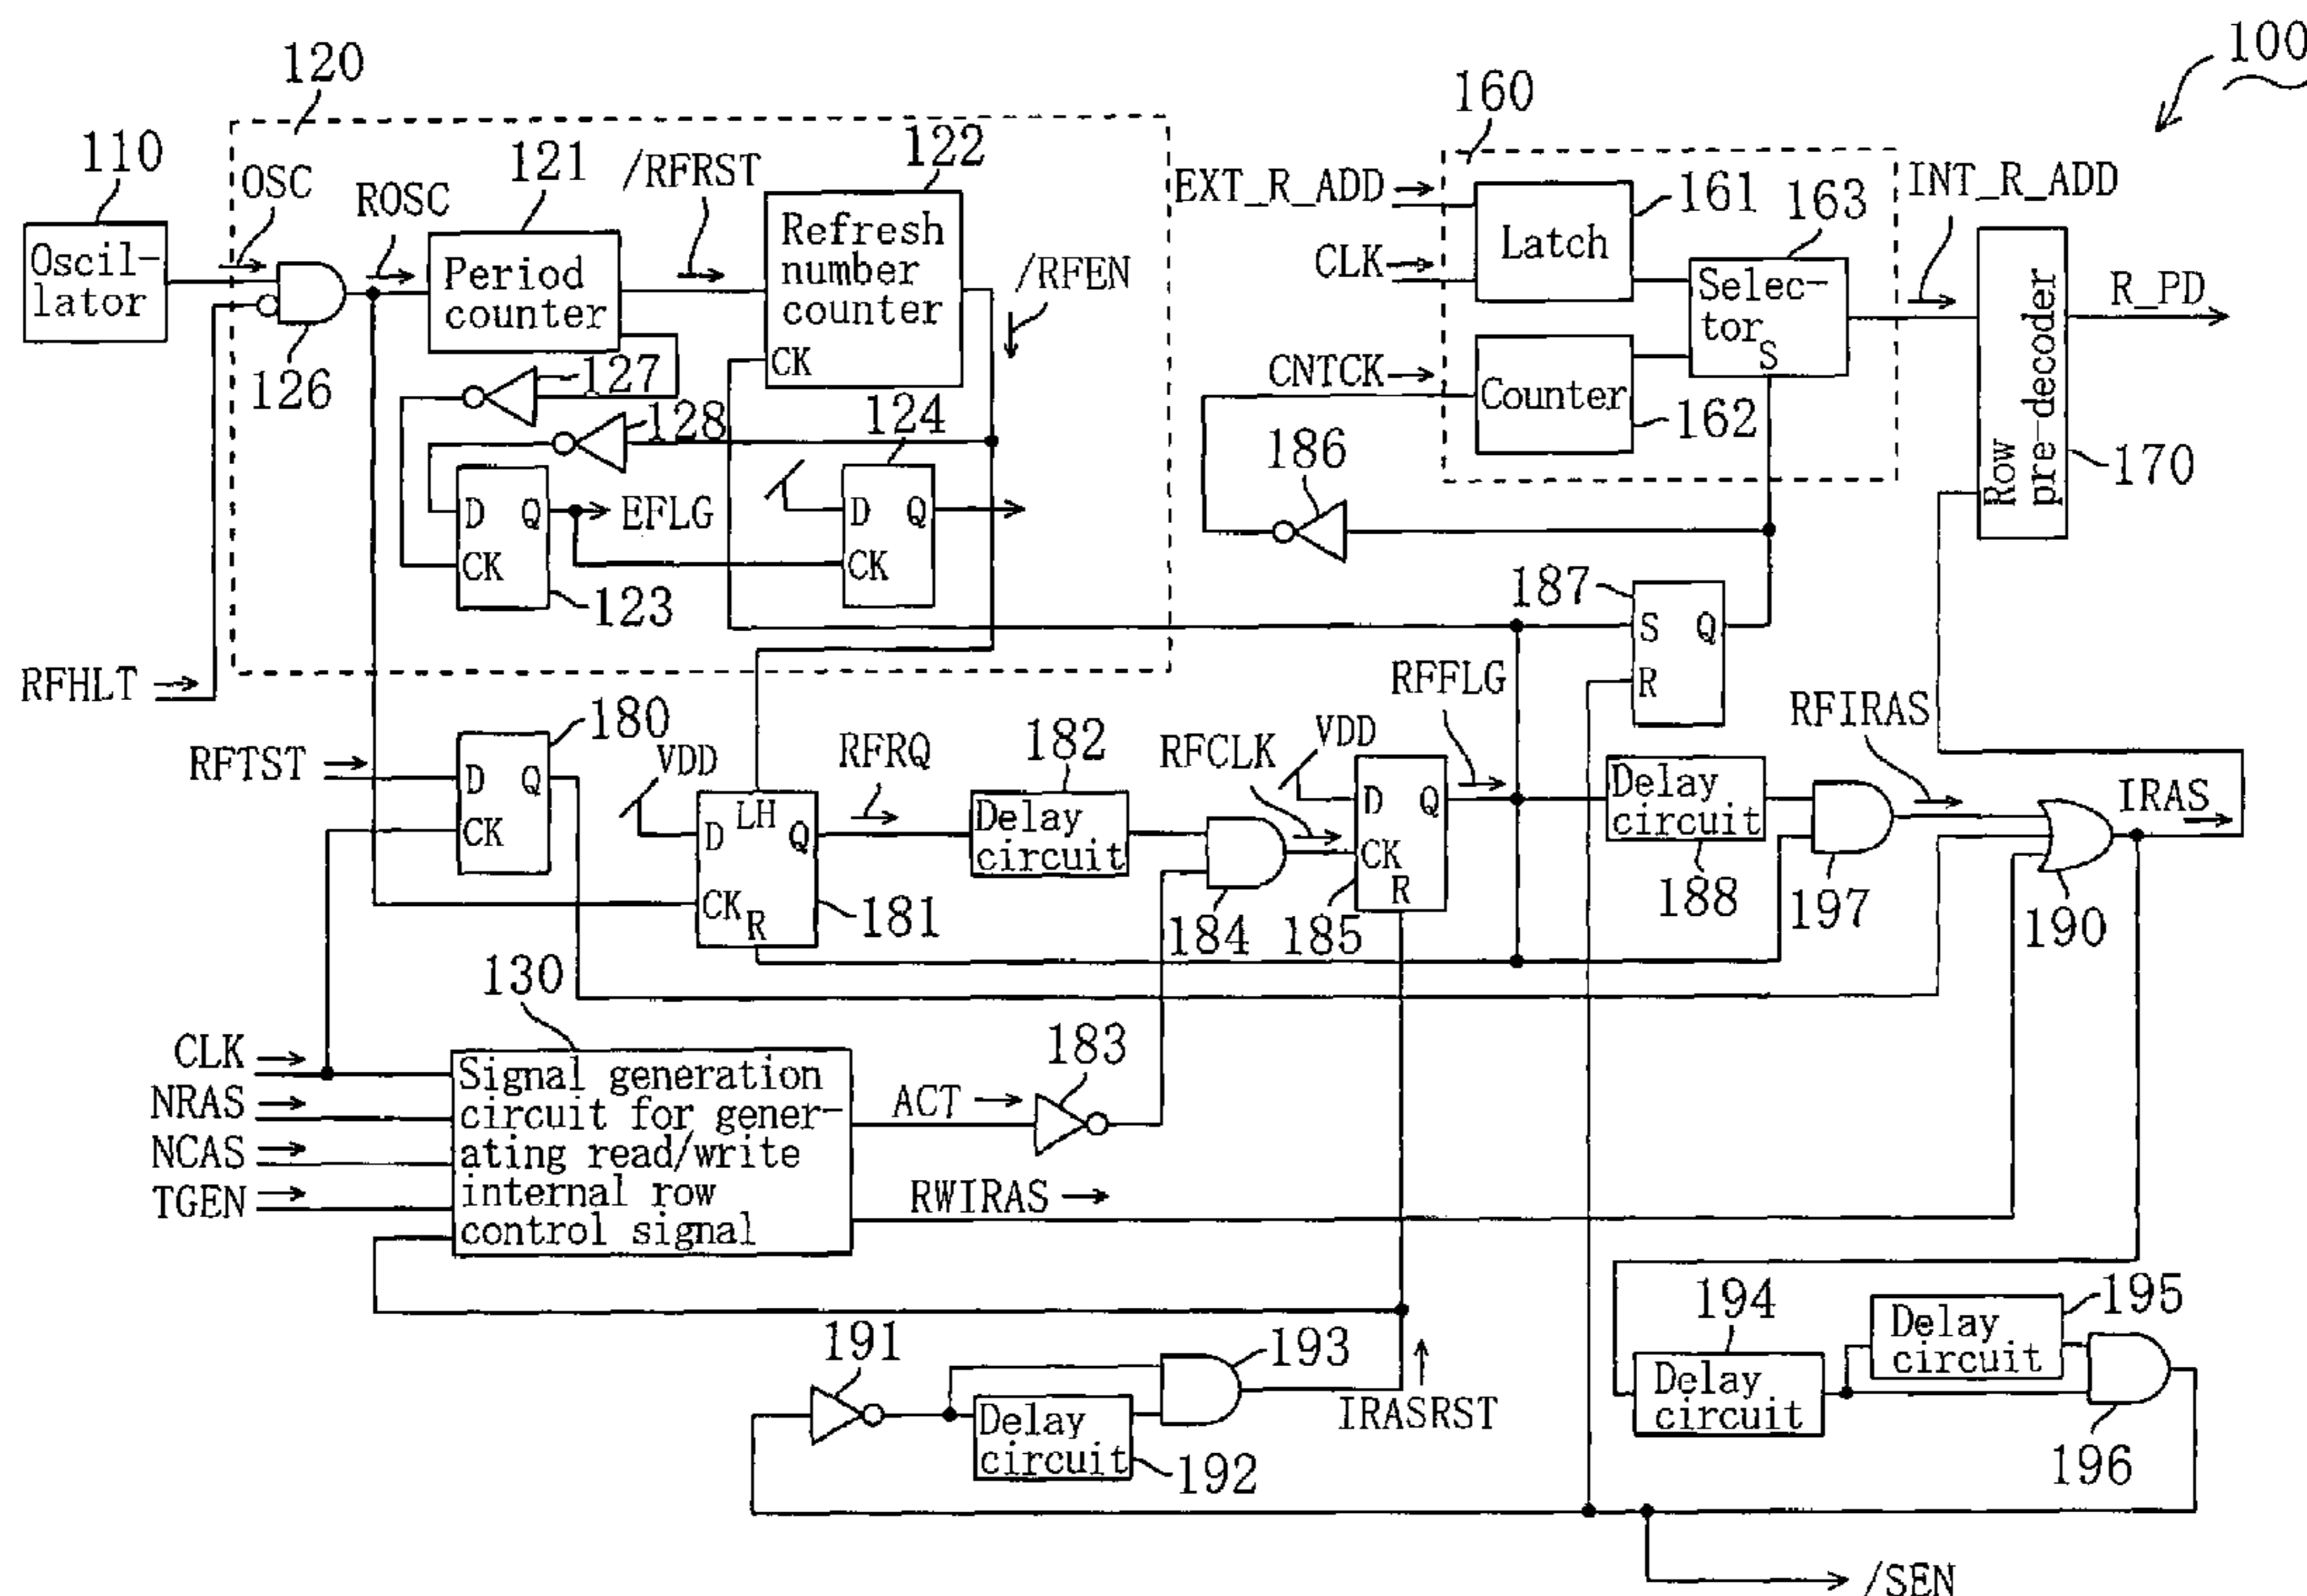 100
120
160
110
OSC
ROSC
121
/RFRST
122
EXT_R_ADD
161
163
INT_R_ADD
Oscil-
lator
Period
counter
Refresh
number
counter
CK
/RFEN
CLK
Latch
Selec-
tor
S
Row
pre-decoder
R_PD
126
127
128
124
CNTCK
Counter
162
186
170
D
Q
CK
EFLG
123
D
Q
CK
187
S
Q
R
RFHLT
RFTST
180
D
Q
CK
VDD
D
LH
Q
CK
R
181
RFRQ
182
Delay
circuit
RFCLK
184
VDD
D
Q
CK
R
185
RFFLG
Delay
circuit
188
RFIRAS
197
190
IRAS
130
CLK
NRAS
NCAS
TGEN
Signal generation
circuit for gener-
ating read/write
internal row
control signal
ACT
183
RWIRAS
191
193
Delay
circuit
192
IRASRST
194
Delay
circuit
195
Delay
circuit
196
/SEN